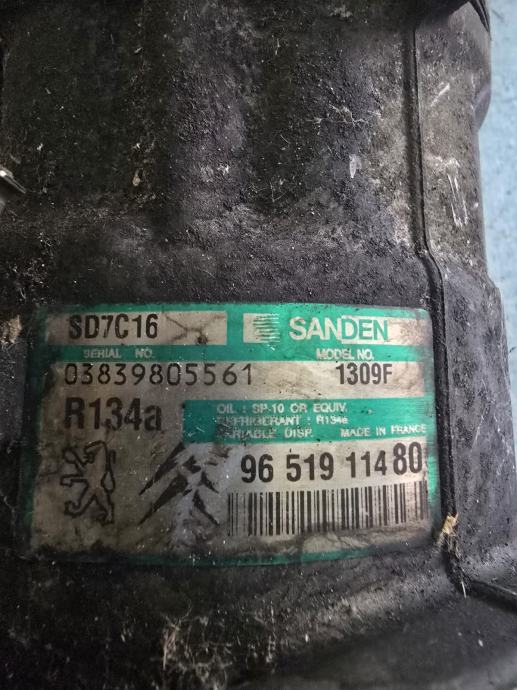 SD7C16 SANDEN
SERIAL NO. MODEL NO.
03839805561 1309F
R134a
OIL : SP-10 OR EQUIV.
REFRIGERANT : R134a
VARIABLE DISP. MADE IN FRANCE
96 519 114 80